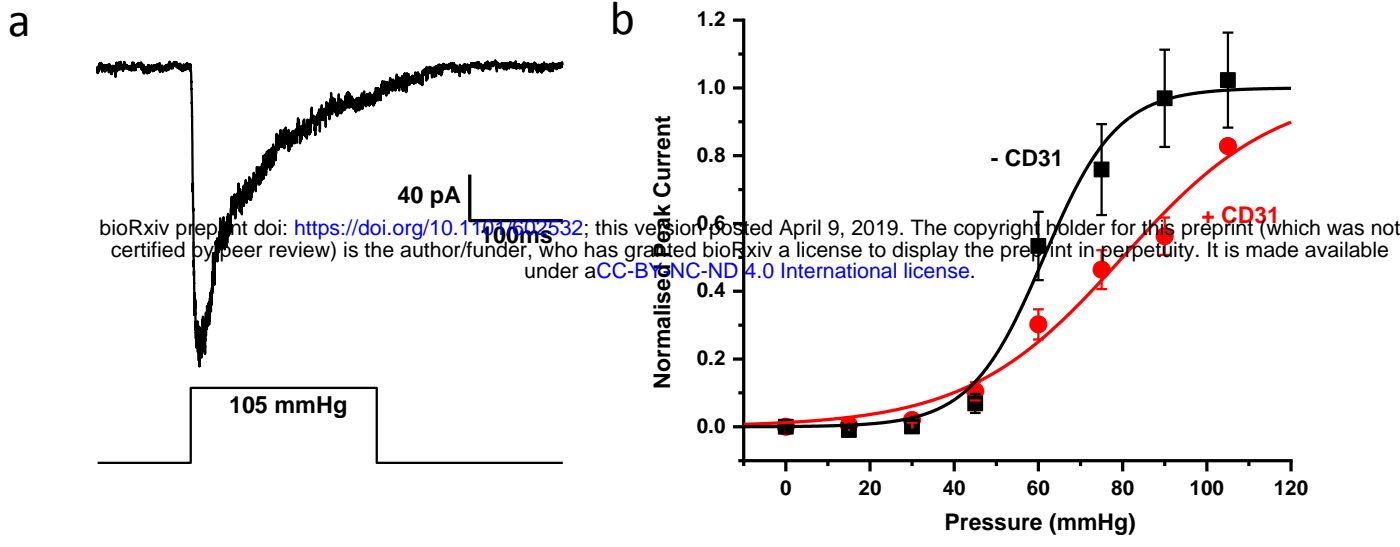 a
b
40 pA
100ms
105 mmHg
1.2
1.0
0.8
0.6
0.4
0.2
0.0
Normalised Peak Current
- CD31
+ CD31
0
20
40
60
80
100
120
Pressure (mmHg)
bioRxiv preprint doi: https://doi.org/10.1101/602532; this version posted April 9, 2019. The copyright holder for this preprint (which was not
certified by peer review) is the author/funder, who has granted bioRxiv a license to display the preprint in perpetuity. It is made available
under aCC-BY-NC-ND 4.0 International license.